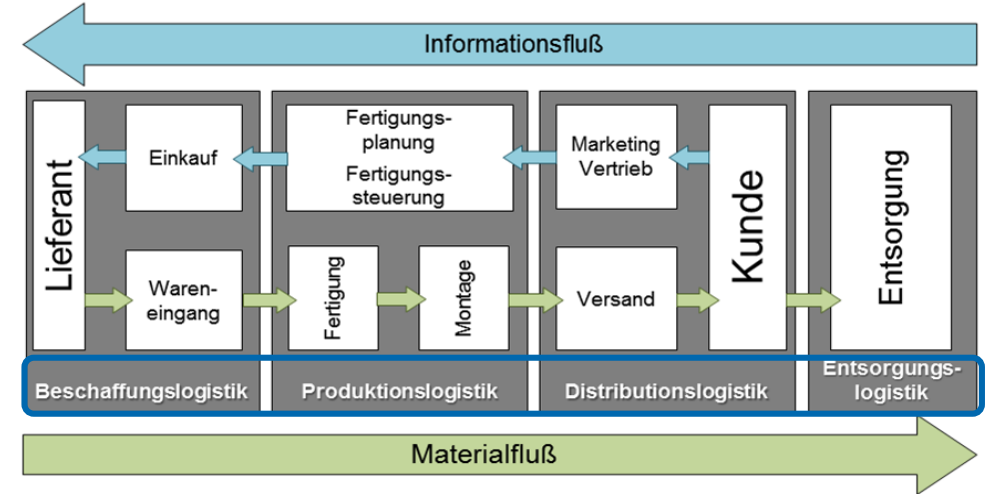 Informationsfluß
Lieferant
Einkauf
Fertigungs-
planung
Fertigungs-
steuerung
Marketing
Vertrieb
Kunde
Entsorgung
Waren-
eingang
Fertigung
Montage
Versand
Beschaffungslogistik
Produktionslogistik
Distributionslogistik
Entsorgungs-
logistik
Materialfluß